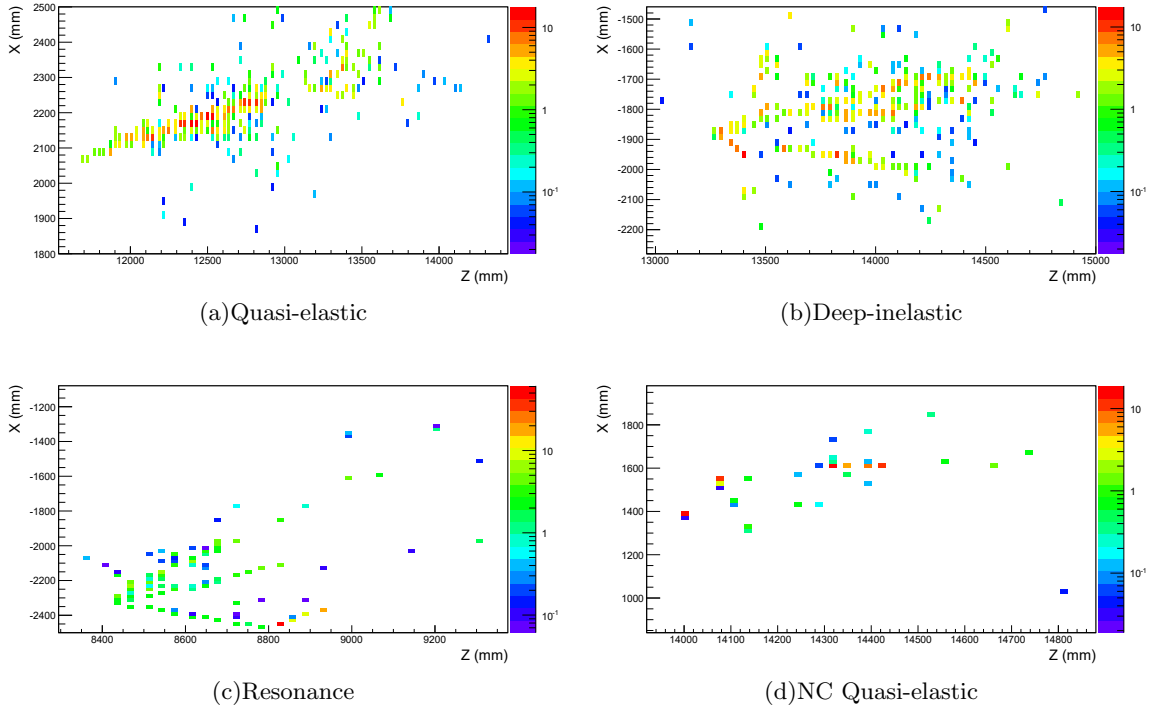 X (mm)
2500
2400
2300
2200
2100
2000
1900
1800
12000 12500 13000 13500 14000
Z (mm)
10
1
10-1
(a)Quasi-elastic
X (mm)
-1500
-1600
-1700
-1800
-1900
-2000
-2100
-2200
13000 13500 14000 14500 15000
Z (mm)
10
1
10-1
(b)Deep-inelastic
X (mm)
-1200
-1400
-1600
-1800
-2000
-2200
-2400
8400 8600 8800 9000 9200
Z (mm)
10
1
10-1
(c)Resonance
X (mm)
1800
1600
1400
1200
1000
14000 14100 14200 14300 14400 14500 14600 14700 14800
Z (mm)
10
1
10-1
(d)NC Quasi-elastic